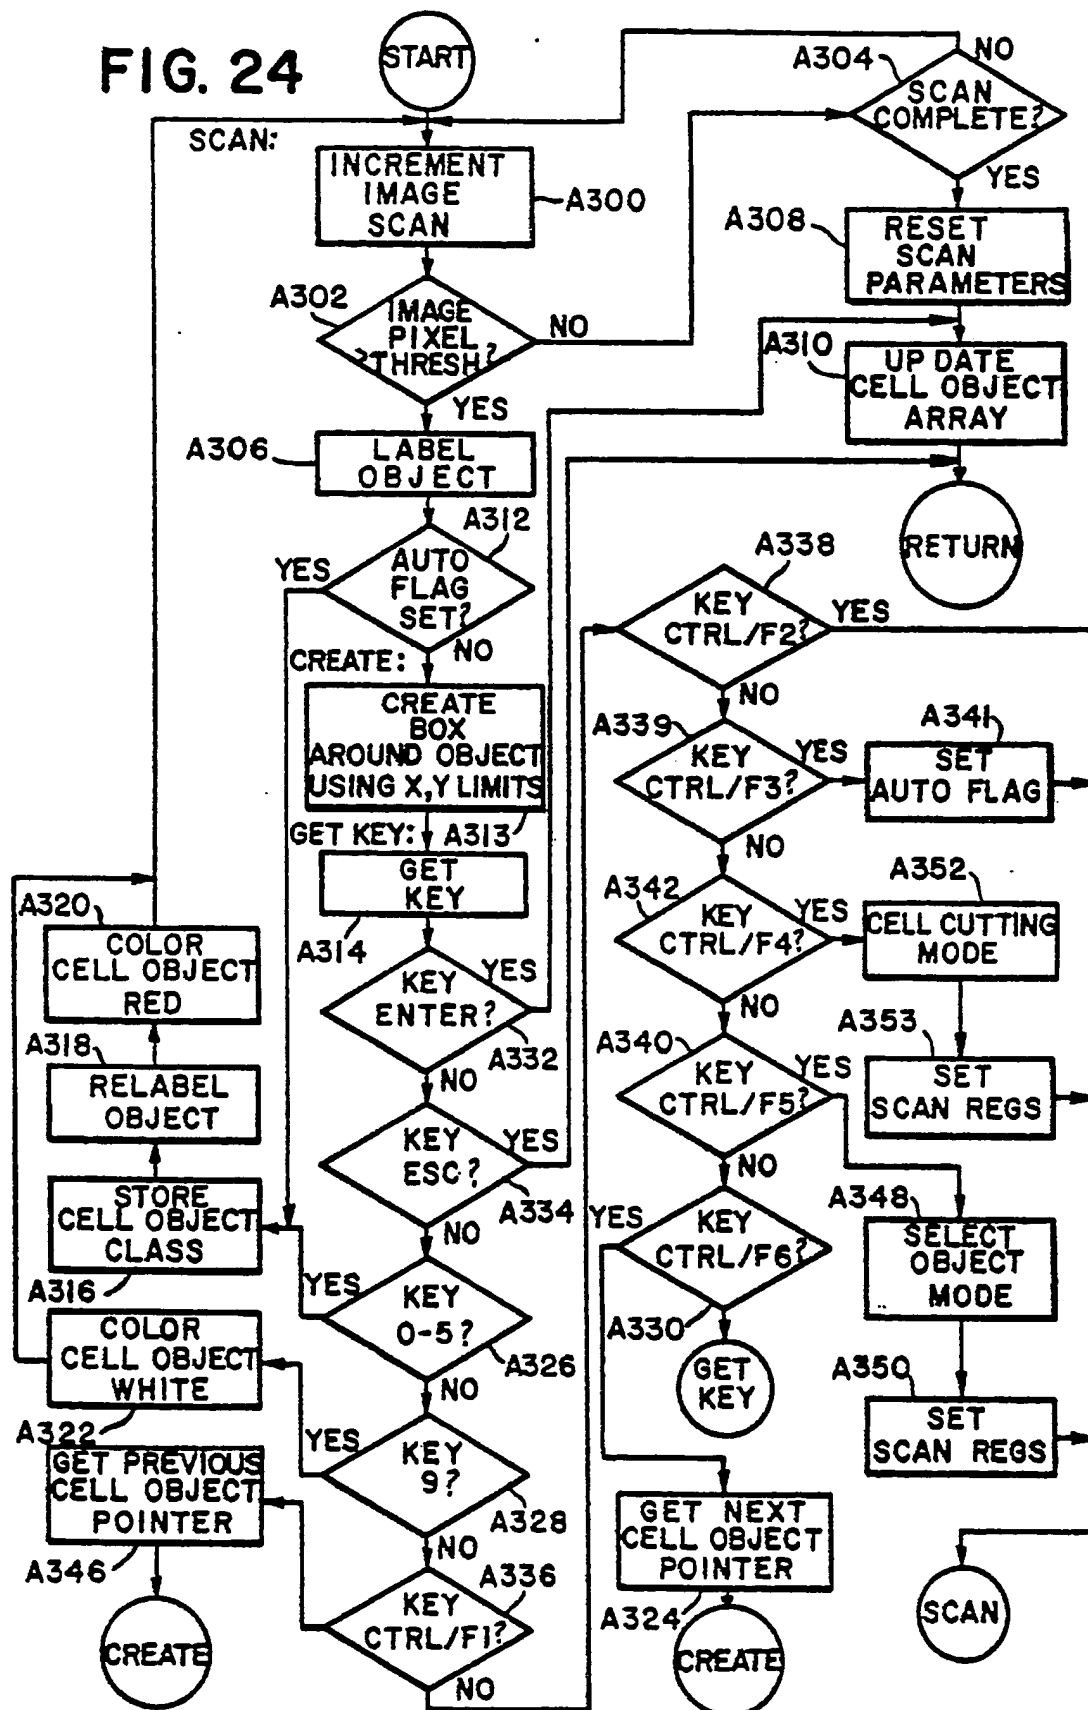 FIG. 24
START
SCAN:
INCREMENT
IMAGE
SCAN
A300
A302
IMAGE
PIXEL
>THRESH?
NO
YES
A304
SCAN
COMPLETE?
NO
YES
A308
RESET
SCAN
PARAMETERS
A310
UP DATE
CELL OBJECT
ARRAY
RETURN
A306
LABEL
OBJECT
A312
AUTO
FLAG
SET?
YES
NO
CREATE:
CREATE
BOX
AROUND OBJECT
USING X,Y LIMITS
GET KEY:
A313
GET
KEY
A314
KEY
ENTER?
YES
A332
NO
KEY
ESC?
YES
A334
NO
KEY
0-5?
YES
A326
NO
KEY
9?
YES
A328
NO
A336
KEY
CTRL/F1?
NO
A320
COLOR
CELL OBJECT
RED
A318
RELABEL
OBJECT
STORE
CELL OBJECT
CLASS
A316
COLOR
CELL OBJECT
WHITE
A322
GET PREVIOUS
CELL OBJECT
POINTER
A346
CREATE
A338
KEY
CTRL/F2?
YES
NO
A339
KEY
CTRL/F3?
YES
A341
SET
AUTO FLAG
NO
A342
KEY
CTRL/F4?
YES
A352
CELL CUTTING
MODE
NO
A340
KEY
CTRL/F5?
YES
A353
SET
SCAN REGS
NO
YES
KEY
CTRL/F6?
A330
GET
KEY
A348
SELECT
OBJECT
MODE
A350
SET
SCAN REGS
GET NEXT
CELL OBJECT
POINTER
A324
CREATE
SCAN